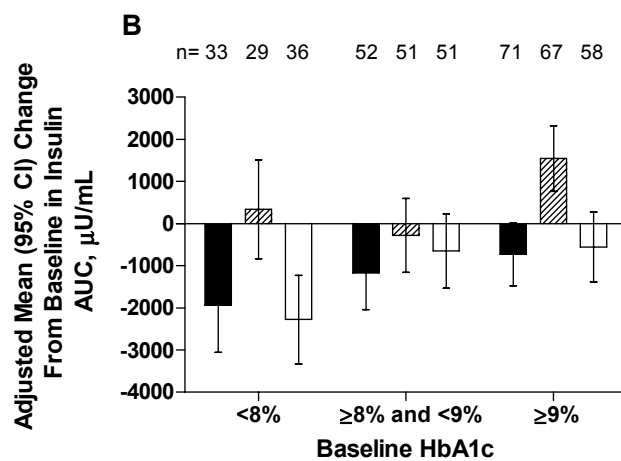 B
n= 33 29 36 52 51 51 71 67 58
Adjusted Mean (95% CI) Change
From Baseline in Insulin
AUC, µU/mL
3000
2000
1000
0
-1000
-2000
-3000
-4000
<8% ≥8% and <9% ≥9%
Baseline HbA1c